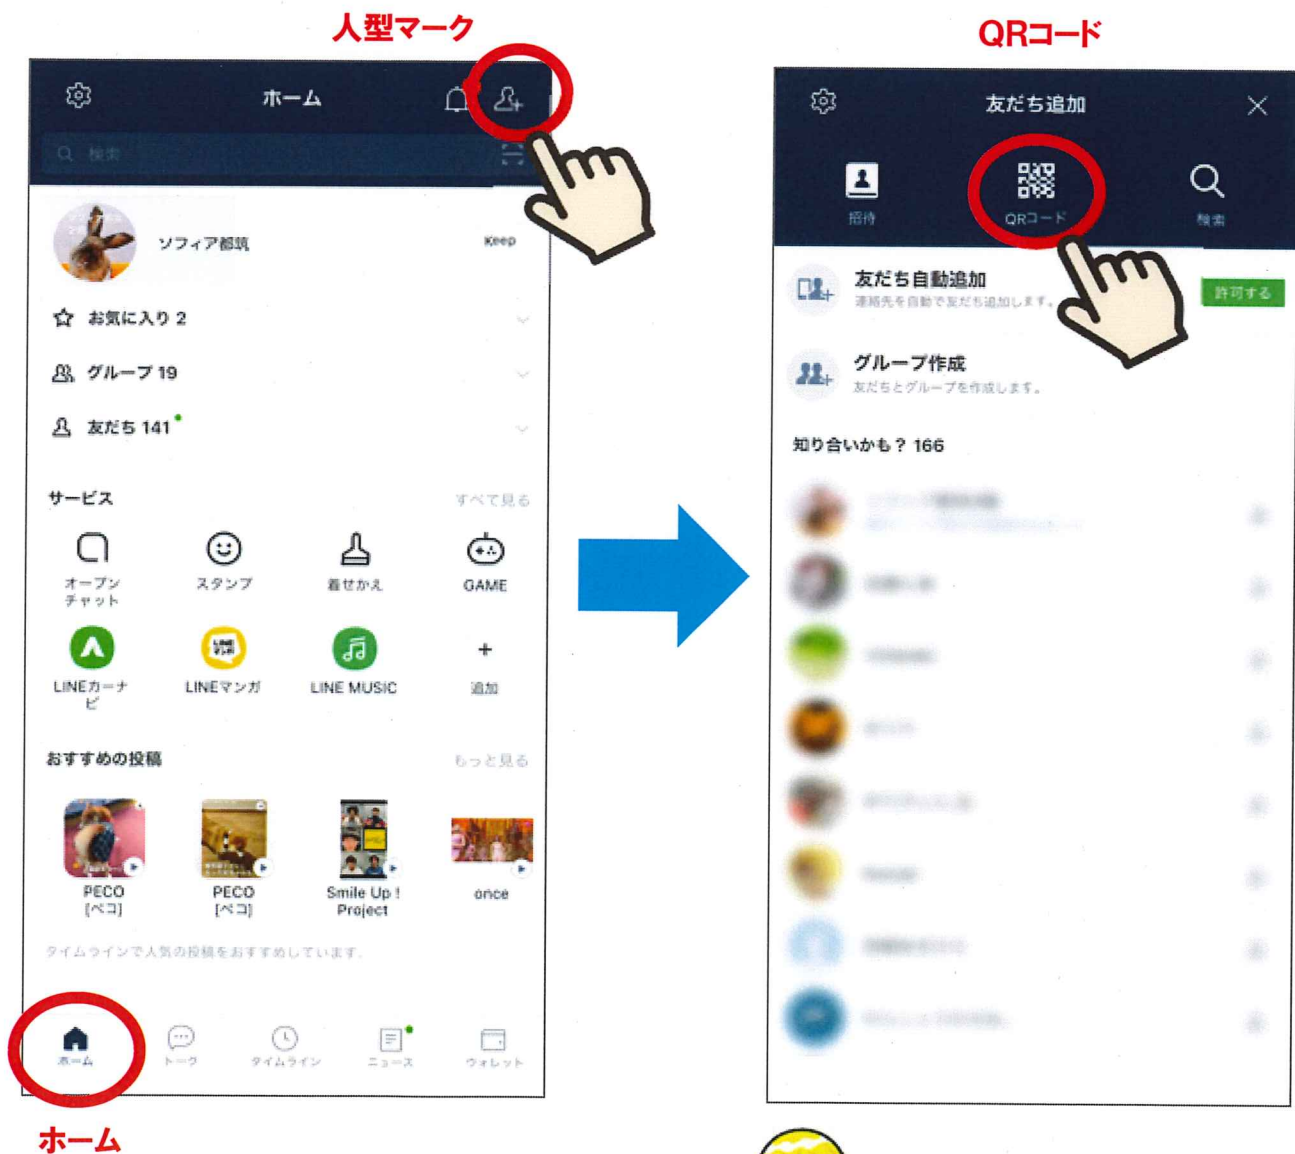 人型マーク
ホーム
検索
ソフィア都筑
Keep
お気に入り 2
グループ 19
友だち 141
サービス
すべて見る
オープン
チャット
スタンプ
着せかえ
GAME
LINEカーナ
ビ
LINEマンガ
LINE MUSIC
追加
おすすめの投稿
もっと見る
PECO
[ペコ]
PECO
[ペコ]
Smile Up !
Project
once
タイムラインで人気の投稿をおすすめしています。
ホーム
トーク
タイムライン
ニュース
ウォレット
ホーム
QRコード
友だち追加
招待
QRコード
検索
友だち自動追加
連絡先を自動で友だち追加します。
許可する
グループ作成
友だちとグループを作成します。
知り合いかも？ 166